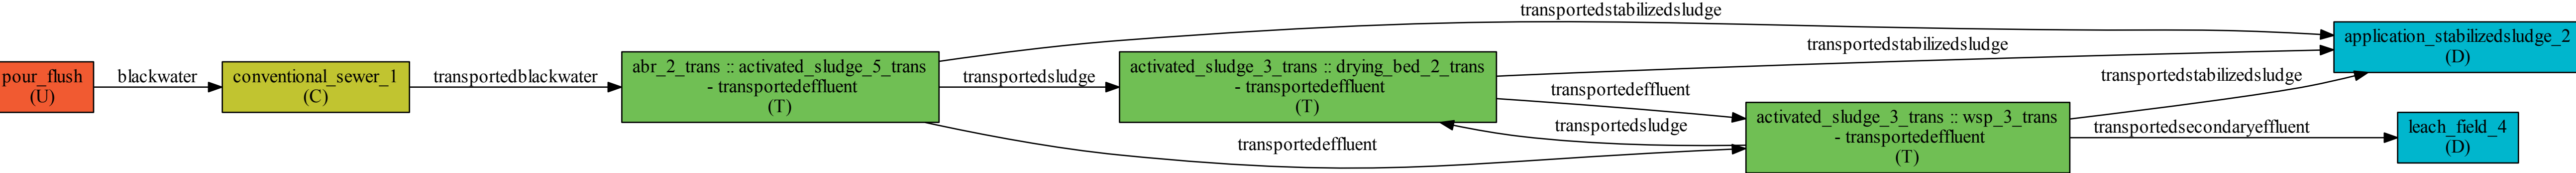 pour_flush
(U)
blackwater
conventional_sewer_1
(C)
transportedblackwater
abr_2_trans :: activated_sludge_5_trans
- transportedeffluent
(T)
transportedstabilizedsludge
transportedsludge
transportedeffluent
activated_sludge_3_trans :: drying_bed_2_trans
- transportedeffluent
(T)
transportedstabilizedsludge
transportedeffluent
transportedsludge
activated_sludge_3_trans :: wsp_3_trans
- transportedeffluent
(T)
transportedstabilizedsludge
transportedsecondaryeffluent
application_stabilizedsludge_2
(D)
leach_field_4
(D)